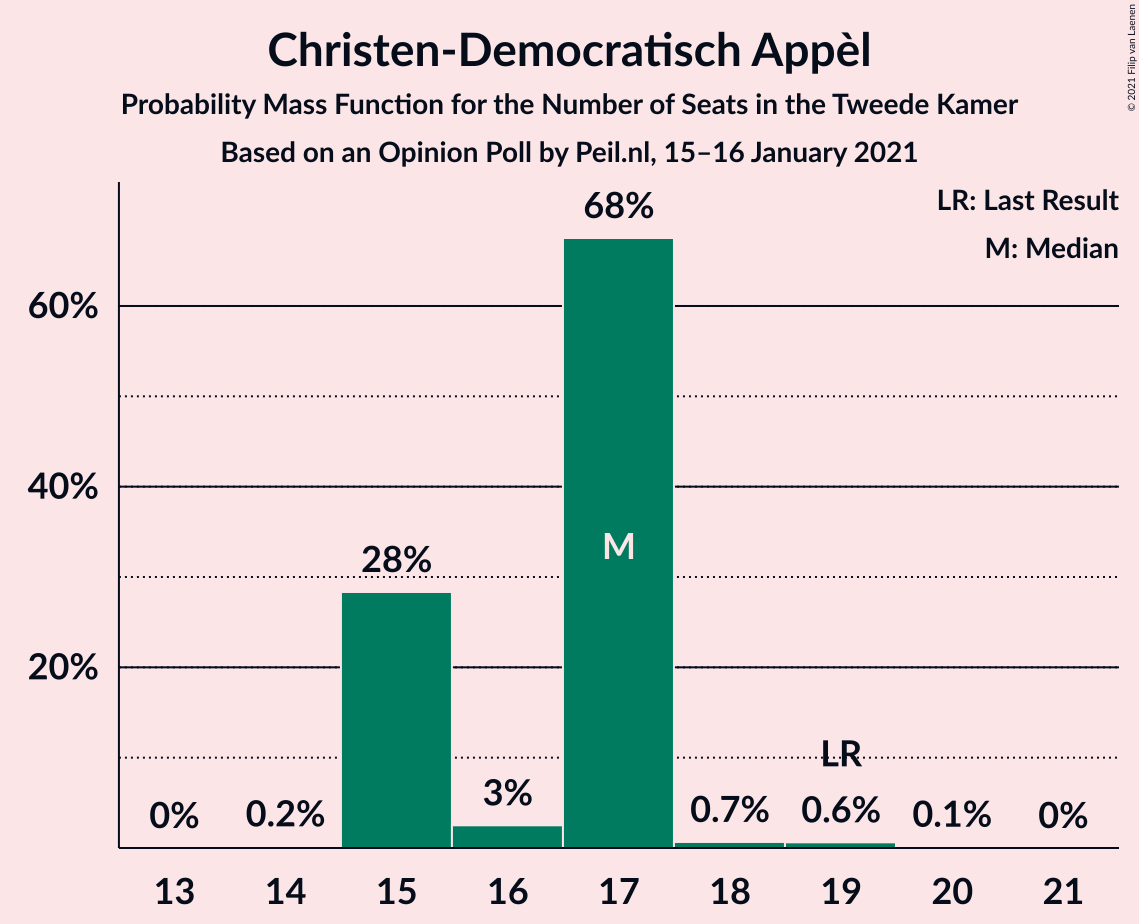 Christen-Democratisch Appèl
Probability Mass Function for the Number of Seats in the Tweede Kamer
Based on an Opinion Poll by Peil.nl, 15–16 January 2021
© 2021 Filip van Laenen
LR: Last Result
M: Median
68%
60%
40%
28%
M
20%
LR
0%
0.2%
3%
0.7%
0.6%
0.1%
0%
13 14 15 16 17 18 19 20 21